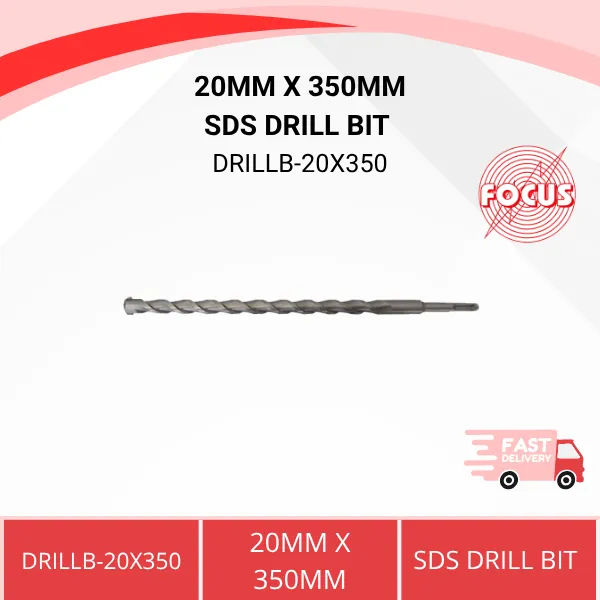 20MM X 350MM
SDS DRILL BIT
DRILLB-20X350
FOCUS
FAST
DELIVERY
DRILLB-20X350
20MM X
350MM
SDS DRILL BIT